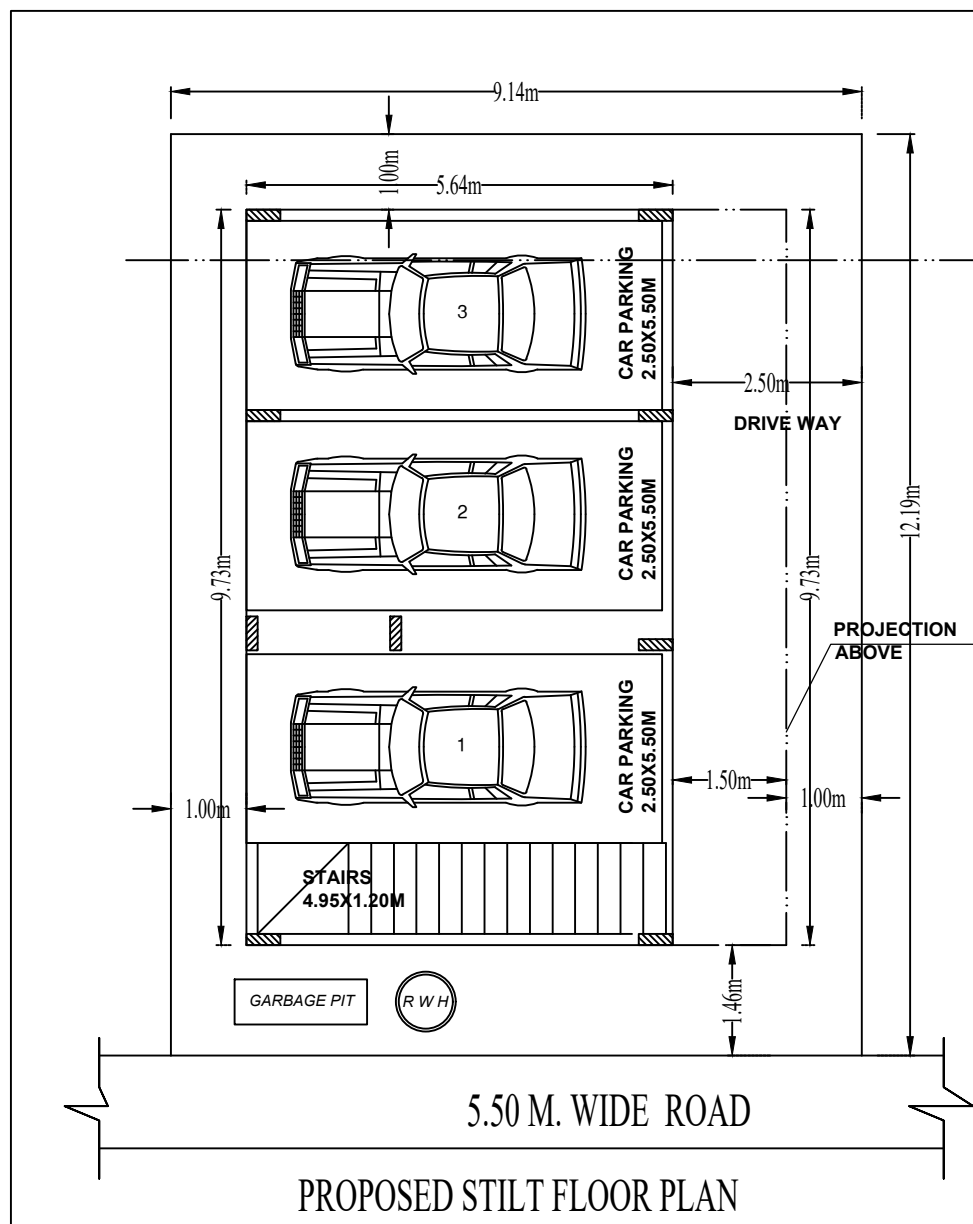 9.14m
100m
5.64m
3
CAR PARKING
2.50X5.50M
2.50m
DRIVE WAY
2
CAR PARKING
2.50X5.50M
12.19m
9.73m
9.73m
PROJECTION
ABOVE
1
CAR PARKING
2.50X5.50M
1.50m
1.00m
1.00m
STAIRS
4.95X1.20M
GARBAGE PIT
R W H
1.46m
5.50 M. WIDE ROAD
PROPOSED STILT FLOOR PLAN